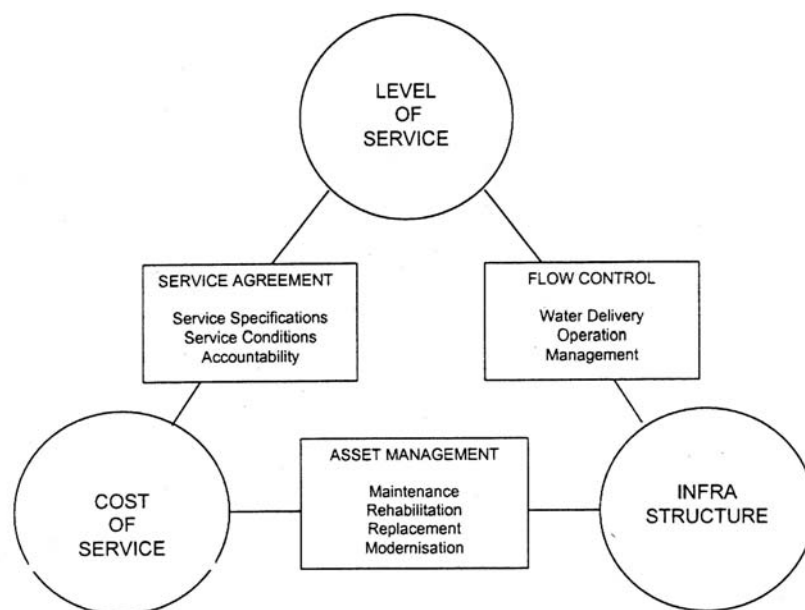 LEVEL
OF
SERVICE
SERVICE AGREEMENT
Service Specifications
Service Conditions
Accountability
FLOW CONTROL
Water Delivery
Operation
Management
COST
OF
SERVICE
ASSET MANAGEMENT
Maintenance
Rehabilitation
Replacement
Modernisation
INFRA
STRUCTURE